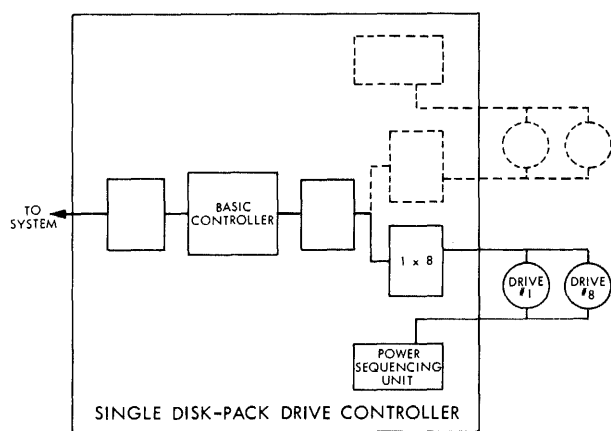 TO
SYSTEM
BASIC
CONTROLLER
1 x 8
DRIVE
#1
DRIVE
#8
POWER
SEQUENCING
UNIT
SINGLE DISK-PACK DRIVE CONTROLLER